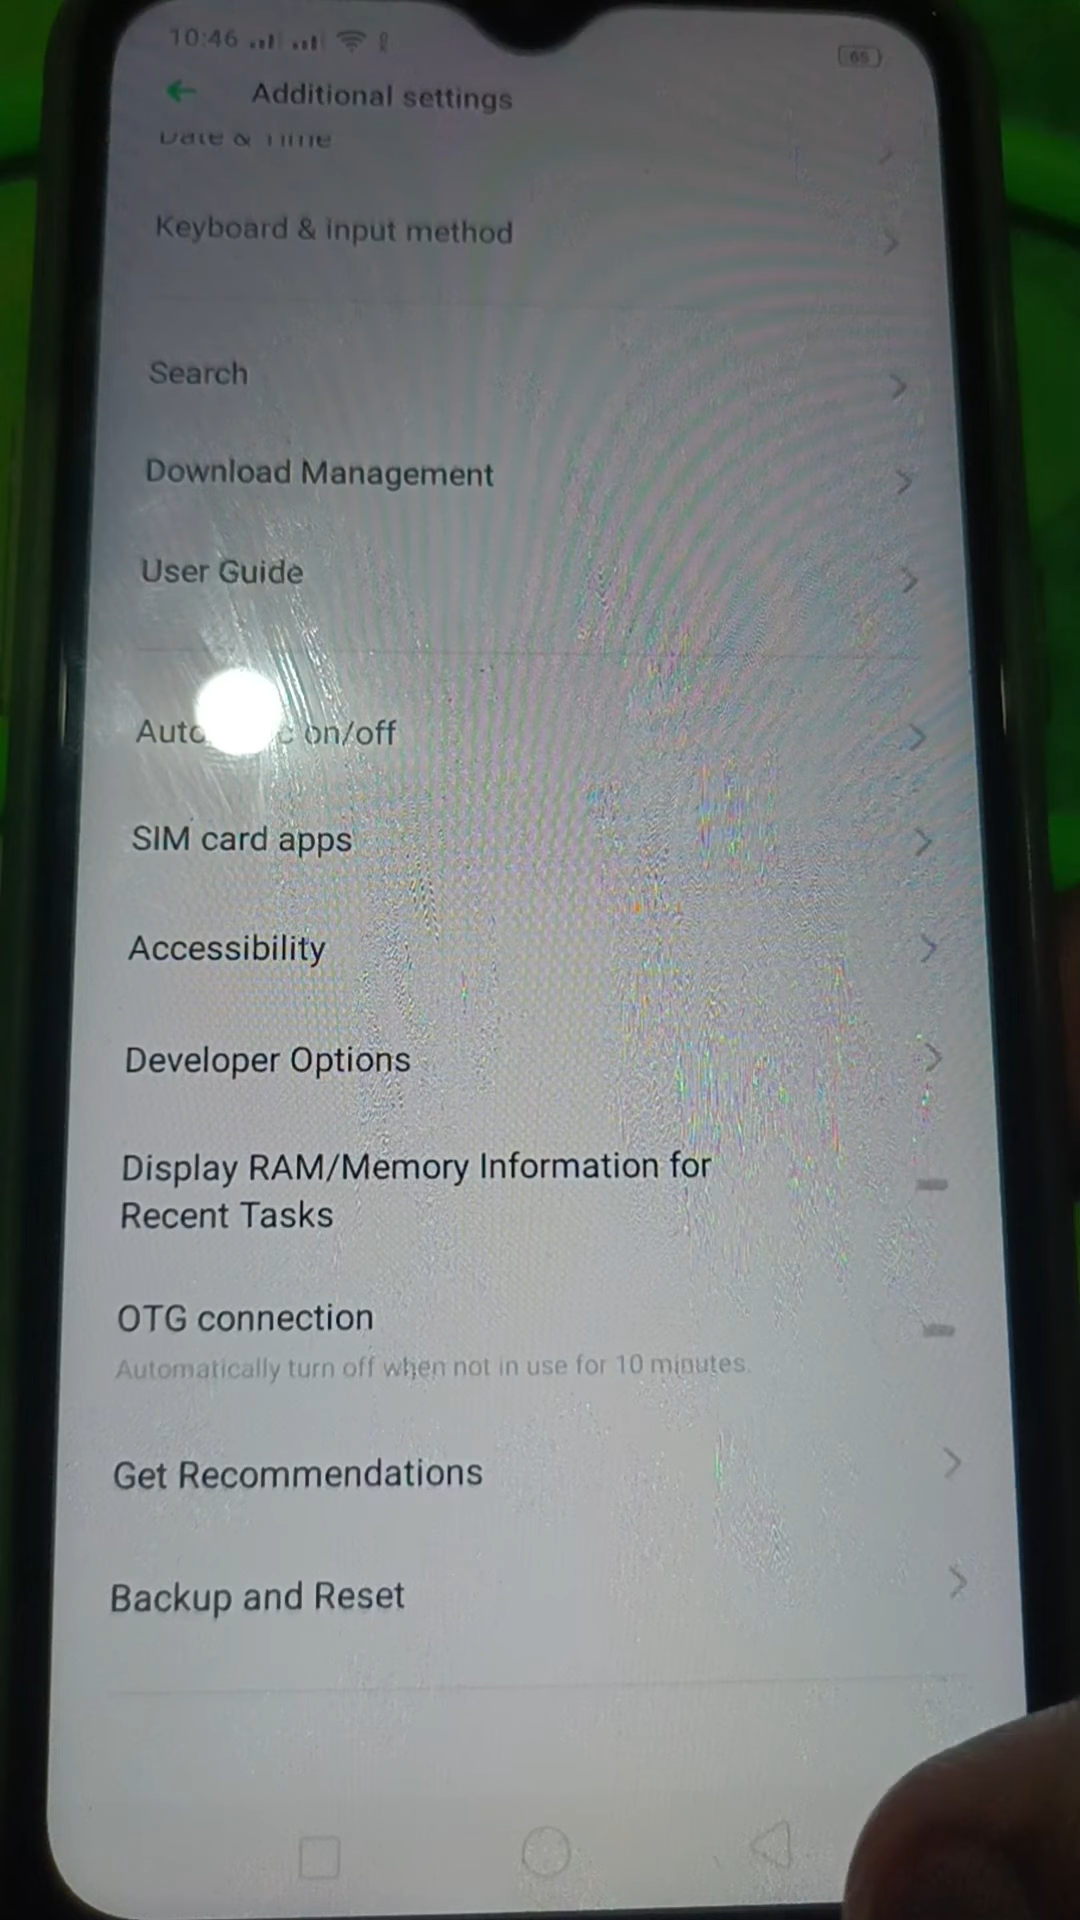 10:46
65
Additional settings
Date & Time
Keyboard & input method
Search
Download Management
User Guide
on/off
SIM card apps
Accessibility
Developer Options
Display RAM/Memory Information for
Recent Tasks
OTG connection
Automatically turn off when not in use for 10 minutes.
Get Recommendations
Backup and Reset